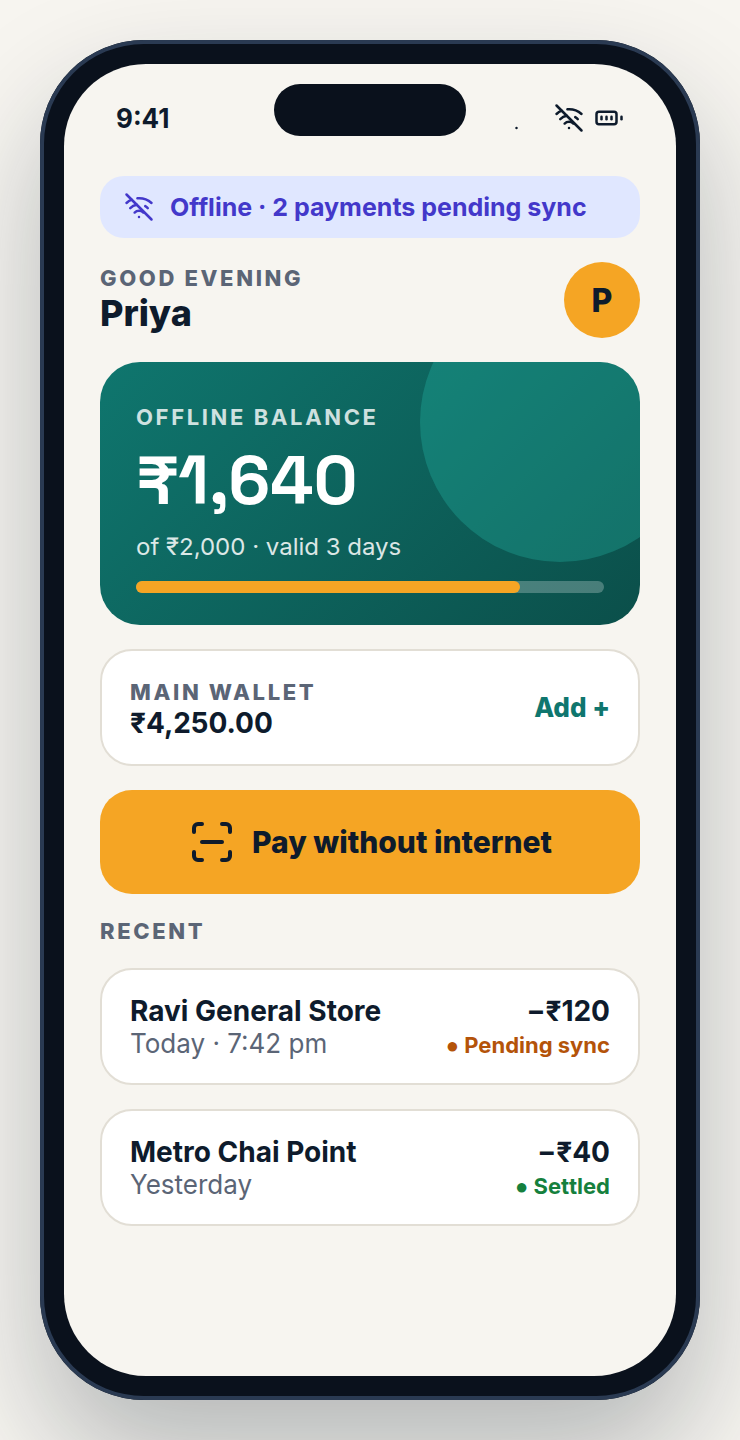 9:41
Offline · 2 payments pending sync
GOOD EVENING
Priya
P
OFFLINE BALANCE
₹1,640
of ₹2,000 · valid 3 days
MAIN WALLET
₹4,250.00
Add +
Pay without internet
RECENT
Ravi General Store
−₹120
Today · 7:42 pm
● Pending sync
Metro Chai Point
−₹40
Yesterday
● Settled